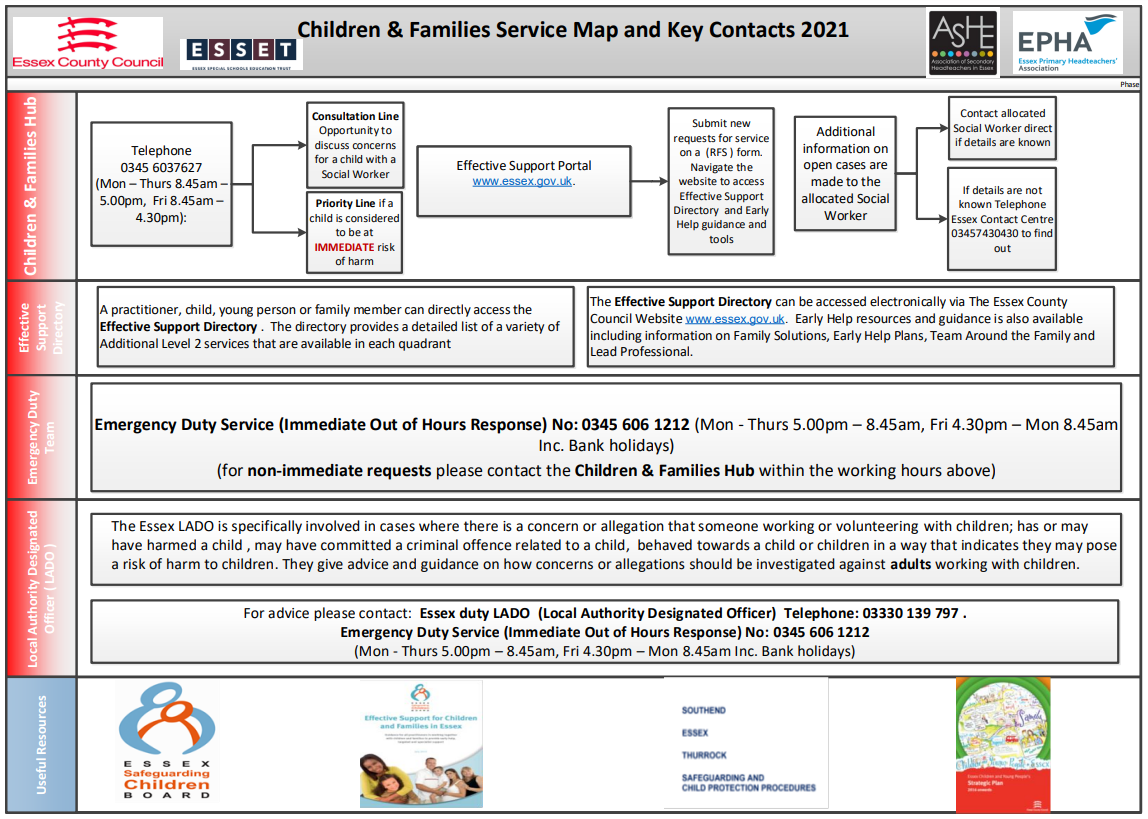 Children & Families Service Map and Key Contacts 2021
Essex County Council
ESSET
ESSEX SPECIAL SCHOOLS EDUCATION TRUST
ASHE
Association of Secondary
Headteachers in Essex
EPHA
Essex Primary Headteachers'
Association
Phase
Children & Families Hub
Telephone
0345 6037627
(Mon – Thurs 8.45am –
5.00pm,  Fri 8.45am –
4.30pm):
Consultation Line
Opportunity to
discuss concerns
for a child with a
Social Worker
Priority Line if a
child is considered
to be at
IMMEDIATE risk
of harm
Effective Support Portal
www.essex.gov.uk.
Submit new
requests for service
on a  (RFS ) form.
Navigate the
website to access
Effective Support
Directory  and Early
Help guidance and
tools
Additional
information on
open cases are
made to the
allocated Social
Worker
Contact allocated
Social Worker direct
if details are known
If details are not
known Telephone
Essex Contact Centre
03457430430 to find
out
Effective
Support
Directory
A practitioner, child, young person or family member can directly access the
Effective Support Directory .  The directory provides a detailed list of a variety of
Additional Level 2 services that are available in each quadrant
The Effective Support Directory can be accessed electronically via The Essex County
Council Website www.essex.gov.uk.  Early Help resources and guidance is also available
including information on Family Solutions, Early Help Plans, Team Around the Family and
Lead Professional.
Emergency Duty
Team
Emergency Duty Service (Immediate Out of Hours Response) No: 0345 606 1212 (Mon - Thurs 5.00pm – 8.45am, Fri 4.30pm – Mon 8.45am
Inc. Bank holidays)
(for non-immediate requests please contact the Children & Families Hub within the working hours above)
Local Authority Designated
Officer ( LADO )
The Essex LADO is specifically involved in cases where there is a concern or allegation that someone working or volunteering with children; has or may
have harmed a child , may have committed a criminal offence related to a child,  behaved towards a child or children in a way that indicates they may pose
a risk of harm to children. They give advice and guidance on how concerns or allegations should be investigated against adults working with children.
For advice please contact:  Essex duty LADO  (Local Authority Designated Officer)  Telephone: 03330 139 797 .
Emergency Duty Service (Immediate Out of Hours Response) No: 0345 606 1212
(Mon - Thurs 5.00pm – 8.45am, Fri 4.30pm – Mon 8.45am Inc. Bank holidays)
Useful Resources
ESSEX
Safeguarding
Children
BOARD
Effective Support for Children
and Families in Essex
SOUTHEND
ESSEX
THURROCK
SAFEGUARDING AND
CHILD PROTECTION PROCEDURES
Essex Children and Young People's
Strategic Plan
2016 onwards